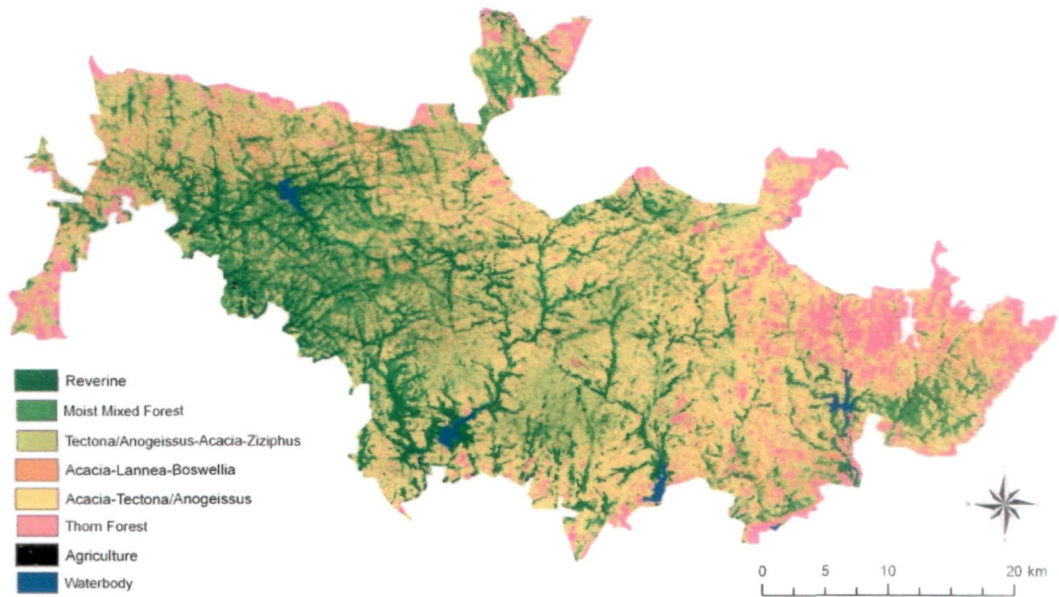 Reverine
Moist Mixed Forest
Tectona/Anogeissus-Acacia-Ziziphus
Acacia-Lannea-Boswellia
Acacia-Tectona/Anogeissus
Thorn Forest
Agriculture
Waterbody
0 5 10 20 km